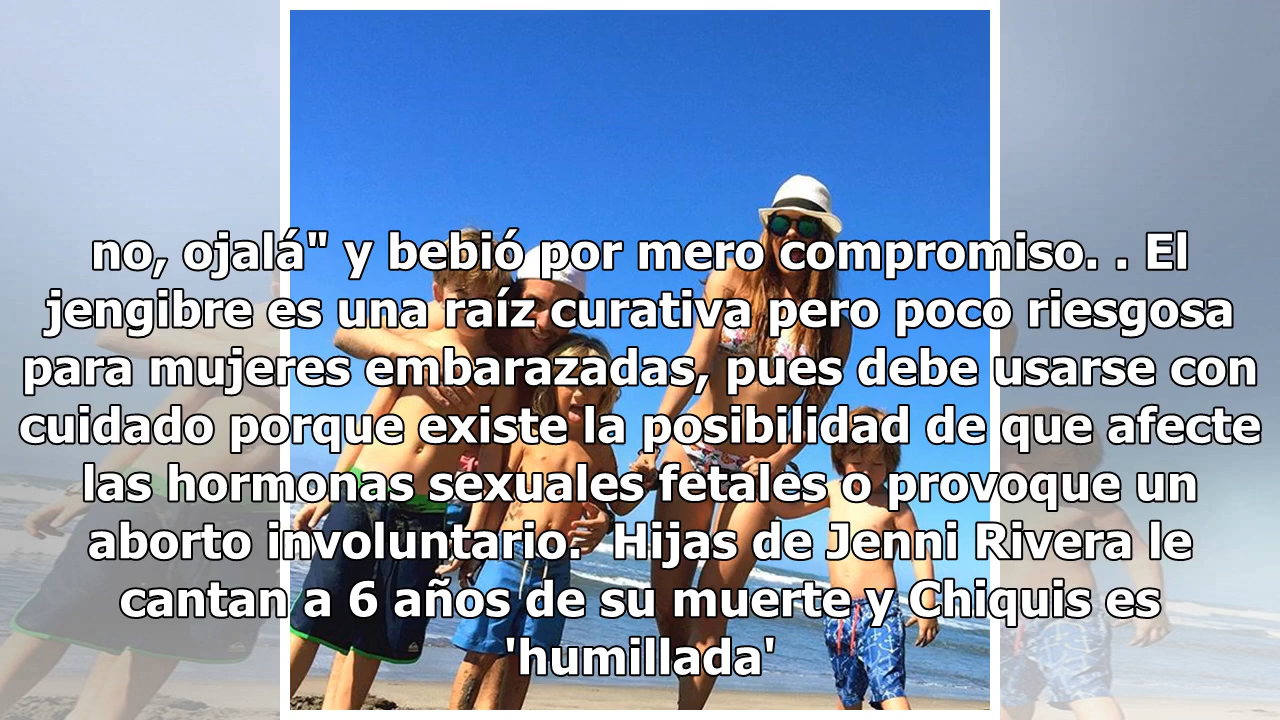 no, ojalá" y bebió por mero compromiso. . El
jengibre es una raíz curativa pero poco riesgosa
para mujeres embarazadas, pues debe usarse con
cuidado porque existe la posibilidad de que afecte
las hormonas sexuales fetales o provoque un
aborto involuntario.  Hijas de Jenni Rivera le
cantan a 6 años de su muerte y Chiquis es
'humillada'